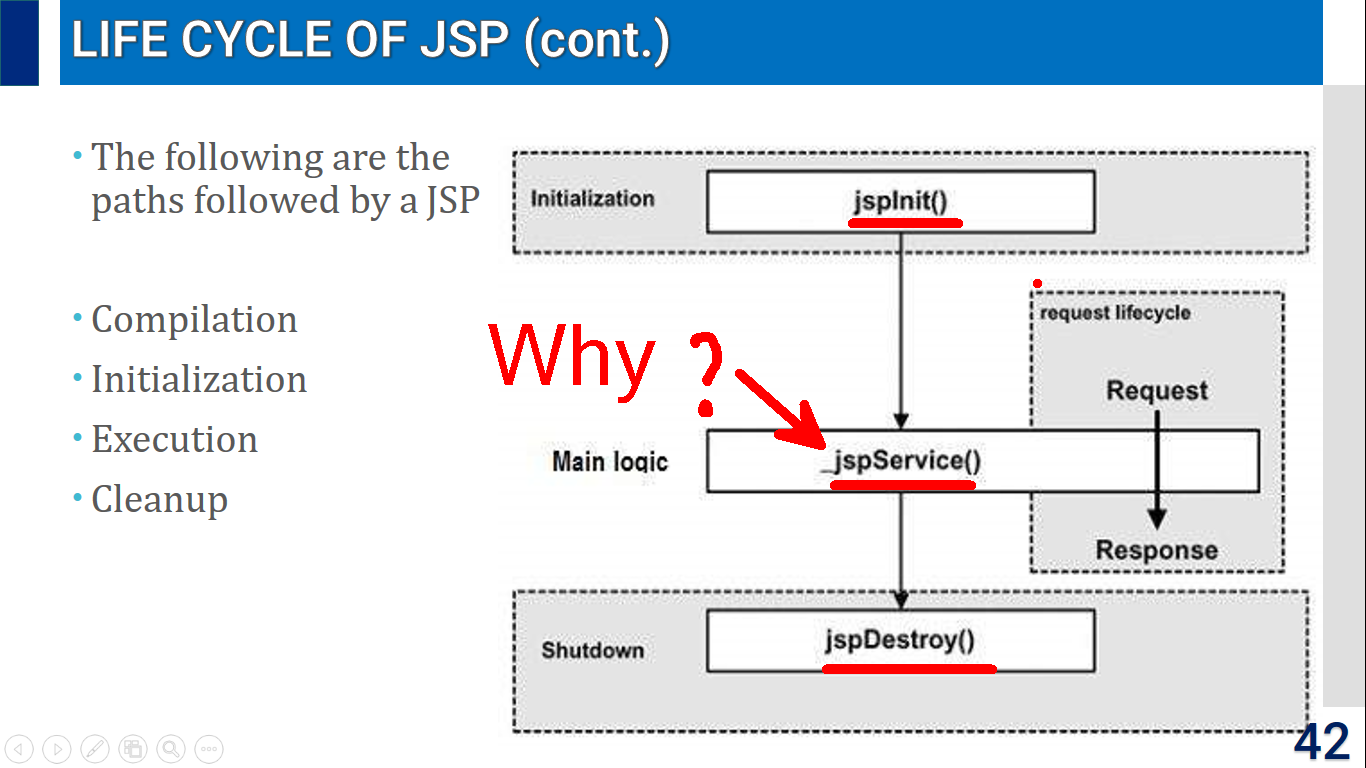 LIFE CYCLE OF JSP (cont.)
• The following are the
paths followed by a JSP
• Compilation
• Initialization
• Execution
• Cleanup
Initialization
jspInit()
request lifecycle
Why ?
Request
Main logic
_jspService()
Response
Shutdown
jspDestroy()
42